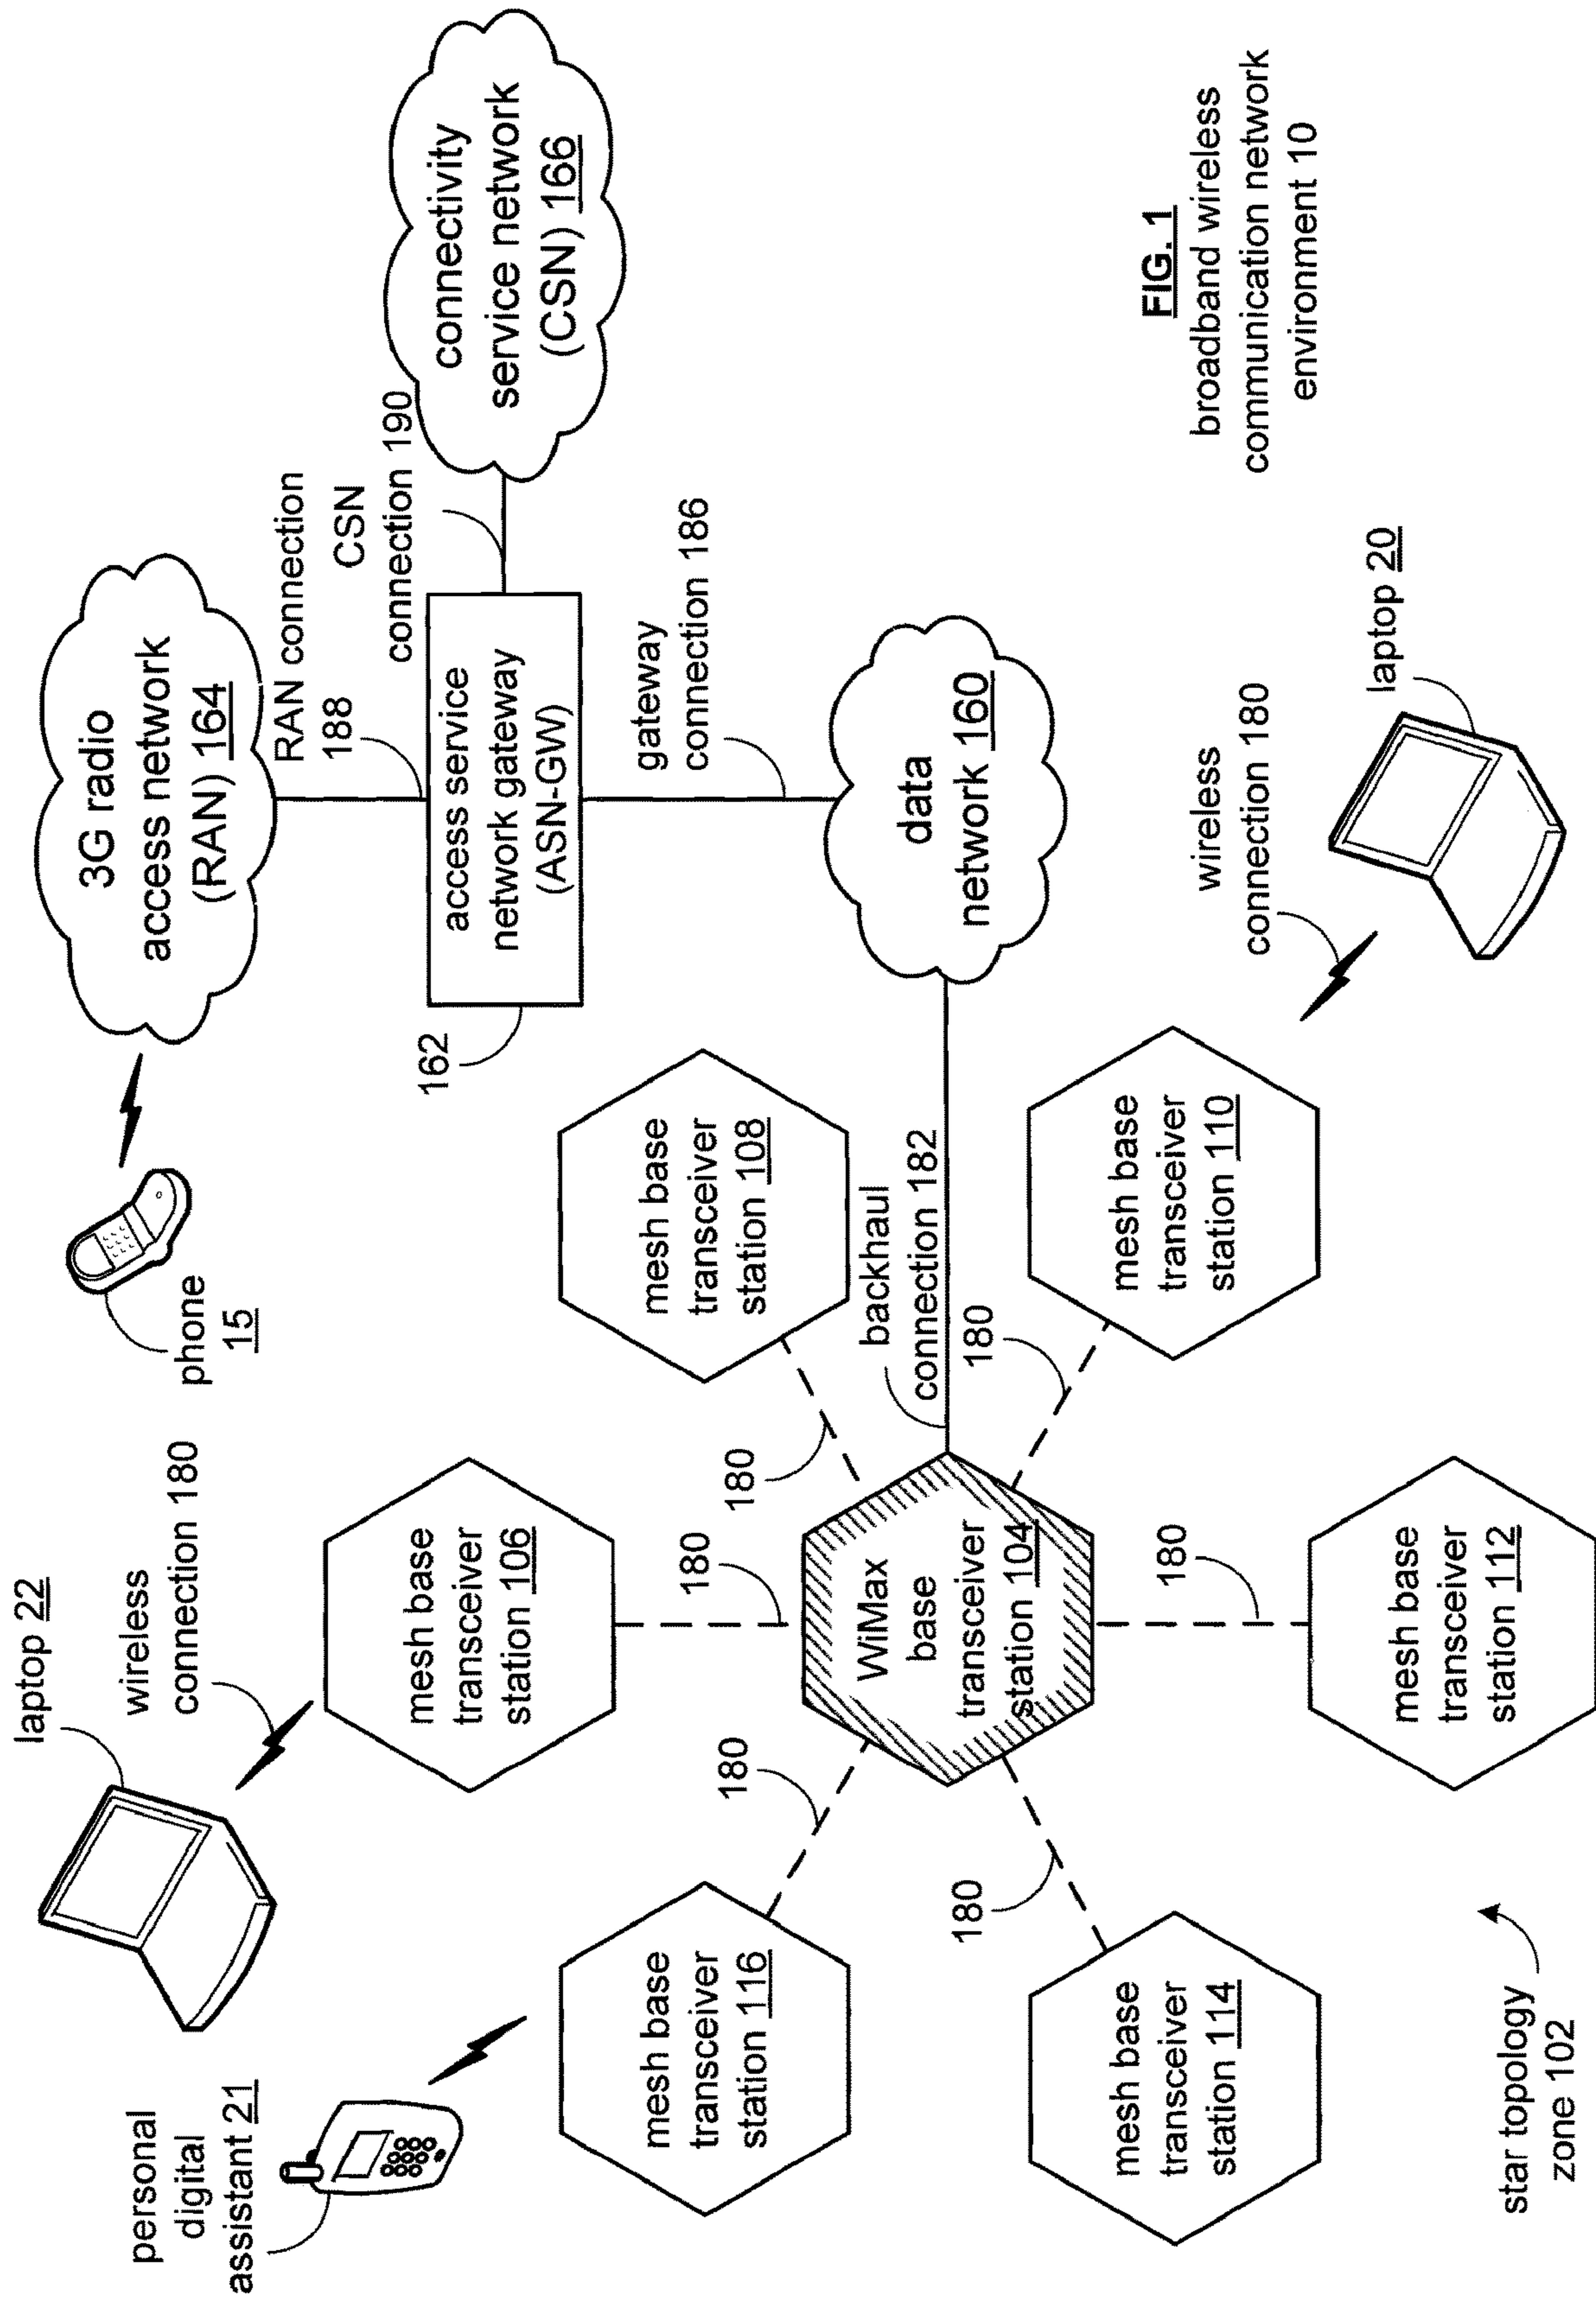 personal
digital
assistant 21
laptop 22
wireless
connection 180
phone
15
3G radio
access network
(RAN) 164
RAN connection
188
CSN
connection 190
connectivity
service network
(CSN) 166
162
access service
network gateway
(ASN-GW)
gateway
connection 186
data
network 160
mesh base
transceiver
station 106
mesh base
transceiver
station 108
mesh base
transceiver
station 116
180
180
180
WiMax
base
transceiver
station 104
backhaul
connection 182
180
180
180
mesh base
transceiver
station 110
mesh base
transceiver
station 114
mesh base
transceiver
station 112
wireless
connection 180
laptop 20
star topology
zone 102
FIG. 1
broadband wireless
communication network
environment 10